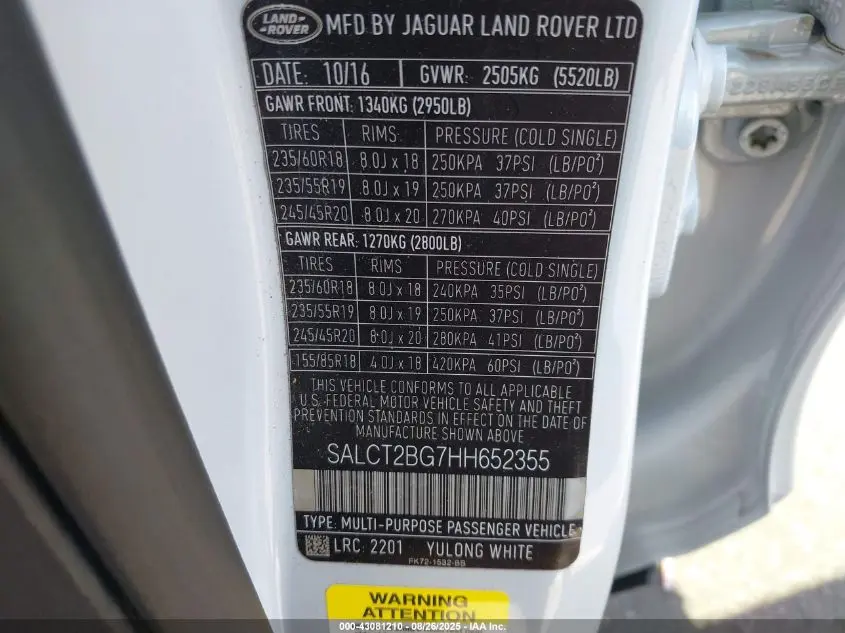 LAND-
-ROVER
MFD BY JAGUAR LAND ROVER LTD
DATE: 10/16 GVWR: 2505KG (5520LB)
GAWR FRONT: 1340KG (2950LB)
TIRES RIMS PRESSURE (COLD SINGLE)
235/60R18 8.0J x 18 250KPA 37PSI (LB/PO²)
235/55R19 8.0J x 19 250KPA 37PSI (LB/PO²)
245/45R20 8.0J x 20 270KPA 40PSI (LB/PO²)
GAWR REAR: 1270KG (2800LB)
TIRES RIMS PRESSURE (COLD SINGLE)
235/60R18 8.0J x 18 240KPA 35PSI (LB/PO²)
235/55R19 8.0J x 19 250KPA 37PSI (LB/PO²)
245/45R20 8.0J x 20 280KPA 41PSI (LB/PO²)
155/85R18 4.0J x 18 420KPA 60PSI (LB/PO²)
THIS VEHICLE CONFORMS TO ALL APPLICABLE
U.S. FEDERAL MOTOR VEHICLE SAFETY AND THEFT
PREVENTION STANDARDS IN EFFECT ON THE DATE OF
MANUFACTURE SHOWN ABOVE
SALCT2BG7HH652355
TYPE: MULTI-PURPOSE PASSENGER VEHICLE
LRC: 2201 YULONG WHITE
FK72-1532-BB
WARNING
ATTENTION
000-43081210 - 08/26/2025 - IAA Inc.